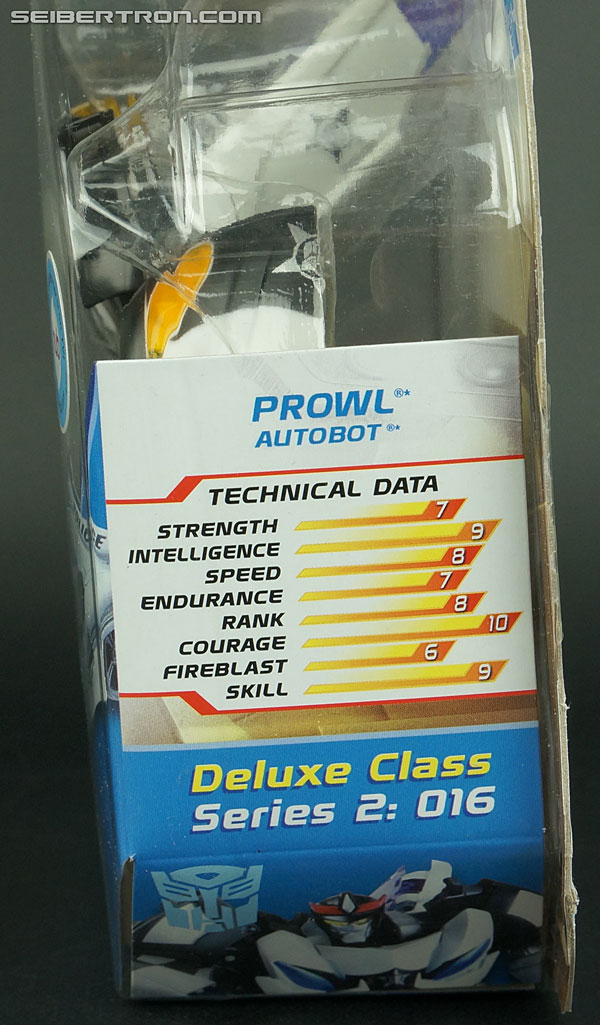 SEIBERTRON.COM
PROWL®*
AUTOBOT®*
TECHNICAL DATA
STRENGTH 7
INTELLIGENCE 9
SPEED 8
ENDURANCE 7
RANK 8
COURAGE 10
FIREBLAST 6
SKILL 9
Deluxe Class
Series 2: 016